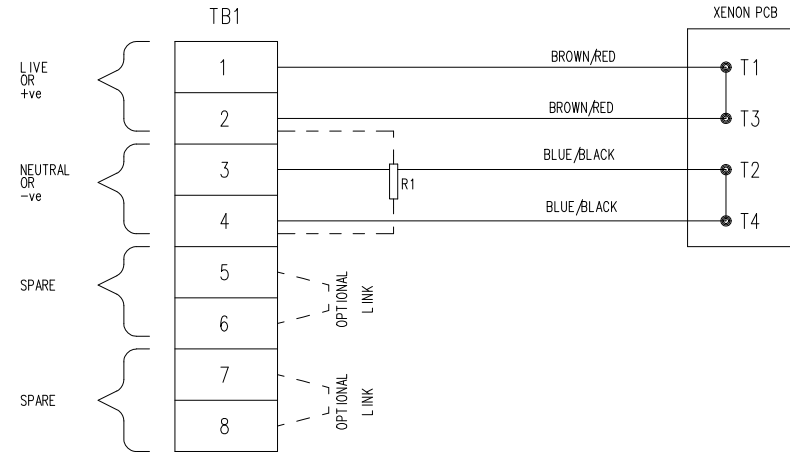 TB1
XENON PCB
LIVE
OR
+ve
1
BROWN/RED
T1
2
BROWN/RED
T3
NEUTRAL
OR
-ve
3
BLUE/BLACK
T2
R1
4
BLUE/BLACK
T4
SPARE
5
6
OPTIONAL
LINK
SPARE
7
8
OPTIONAL
LINK